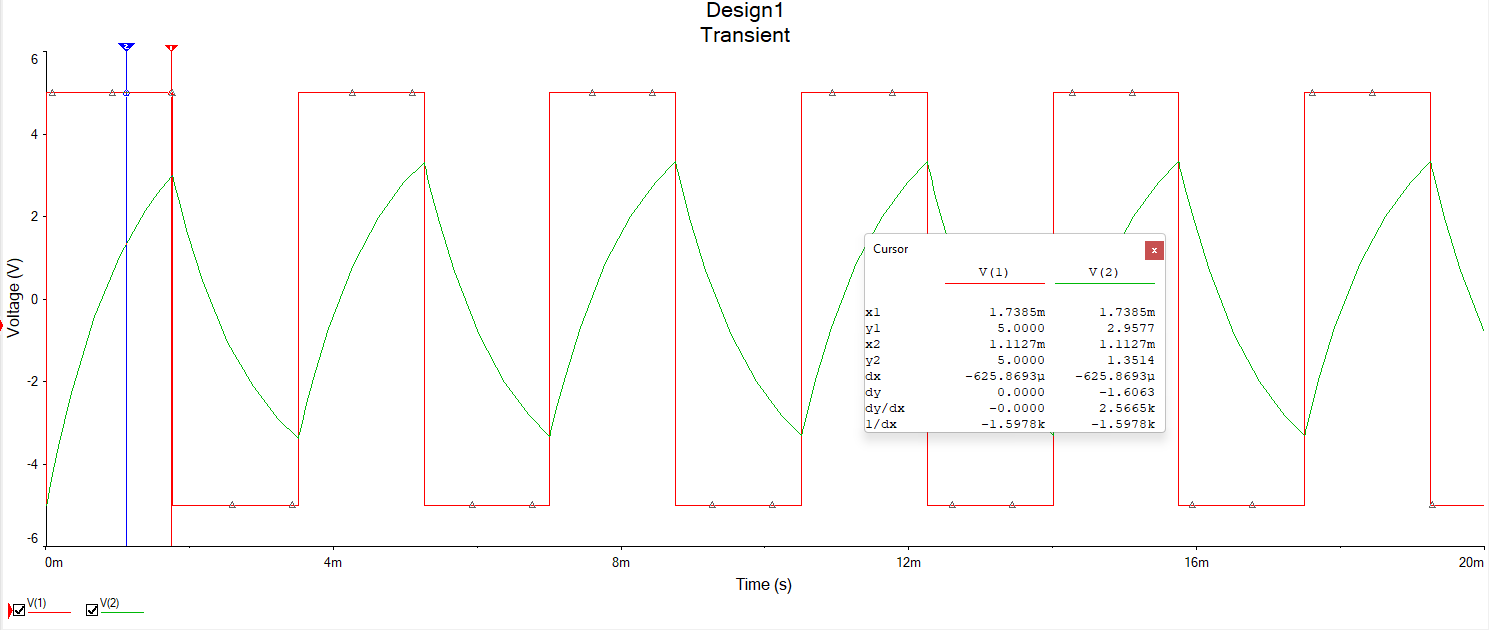 Design1
Transient
2
1
6
4
2
0
-2
-4
-6
Voltage (V)
0m
4m
8m
12m
16m
20m
Time (s)
V(1)
V(2)
Cursor
x
V(1) V(2)
x1 1.7385m 1.7385m
y1 5.0000 2.9577
x2 1.1127m 1.1127m
y2 5.0000 1.3514
dx -625.8693µ -625.8693µ
dy 0.0000 -1.6063
dy/dx -0.0000 2.5665k
1/dx -1.5978k -1.5978k